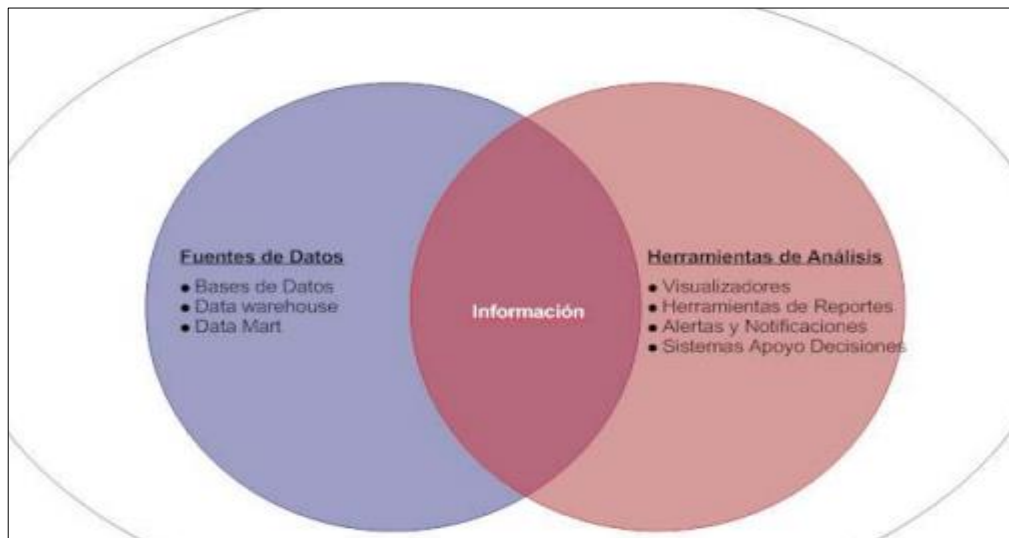 Fuentes de Datos
● Bases de Datos
● Data warehouse
● Data Mart
Información
Herramientas de Análisis
● Visualizadores
● Herramientas de Reportes
● Alertas y Notificaciones
● Sistemas Apoyo Decisiones